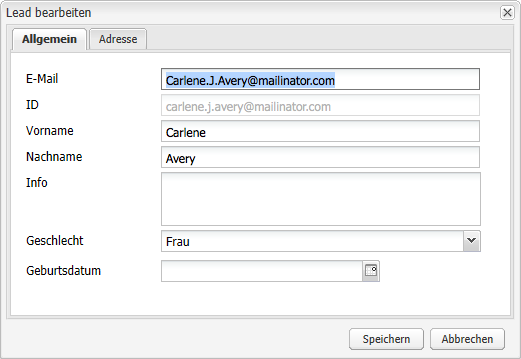 Lead bearbeiten
Allgemein Adresse
E-Mail Carlene.J.Avery@mailinator.com
ID carlene.j.avery@mailinator.com
Vorname Carlene
Nachname Avery
Info
Geschlecht Frau
Geburtsdatum
Speichern Abbrechen